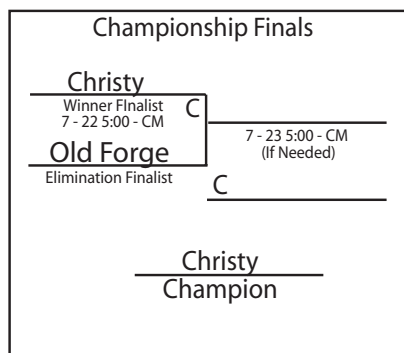 Championship Finals
Christy
Winner FInalist
7 - 22 5:00 - CM
C
Old Forge
Elimination Finalist
7 - 23 5:00 - CM
(If Needed)
C
Christy
Champion